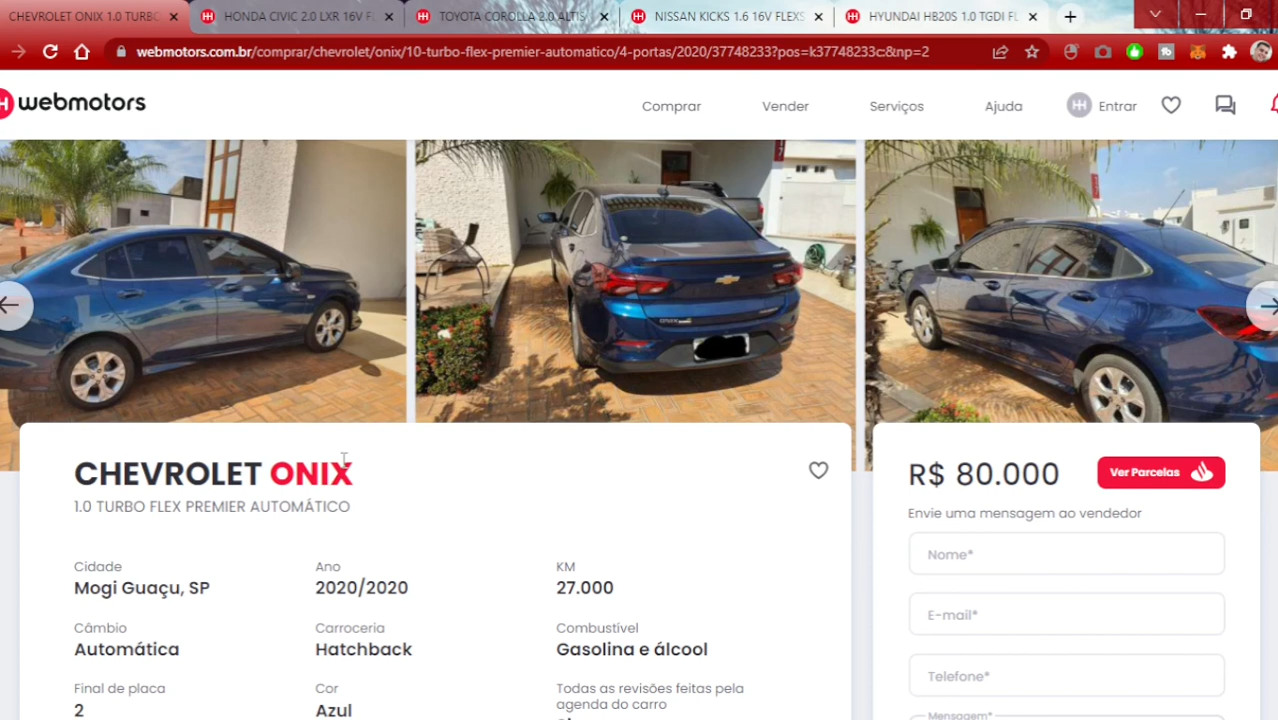 CHEVROLET ONIX 1.0 TURBO
HONDA CIVIC 2.0 LXR 16V F
TOYOTA COROLLA 2.0 ALTIS
NISSAN KICKS 1.6 16V FLEXS
HYUNDAI HB20S 1.0 TGDI FL
webmotors.com.br/comprar/chevrolet/onix/10-turbo-flex-premier-automatico/4-portas/2020/37748233?pos=k37748233c:&np=2
webmotors
Comprar
Vender
Serviços
Ajuda
Entrar
CHEVROLET ONIX
1.0 TURBO FLEX PREMIER AUTOMÁTICO
Cidade
Mogi Guaçu, SP
Ano
2020/2020
KM
27.000
Câmbio
Automática
Carroceria
Hatchback
Combustível
Gasolina e álcool
Final de placa
2
Cor
Azul
Todas as revisões feitas pela
agenda do carro
R$ 80.000
Ver Parcelas
Envie uma mensagem ao vendedor
Nome*
E-mail*
Telefone*
Mensagem*